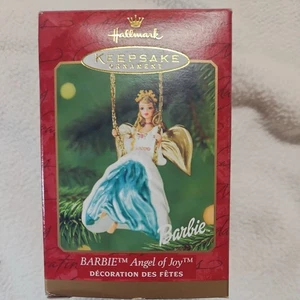 Hallmark
KEEPSAKE
ORNAMENT
Barbie
BARBIE™ Angel of Joy™
DÉCORATION DES FÊTES